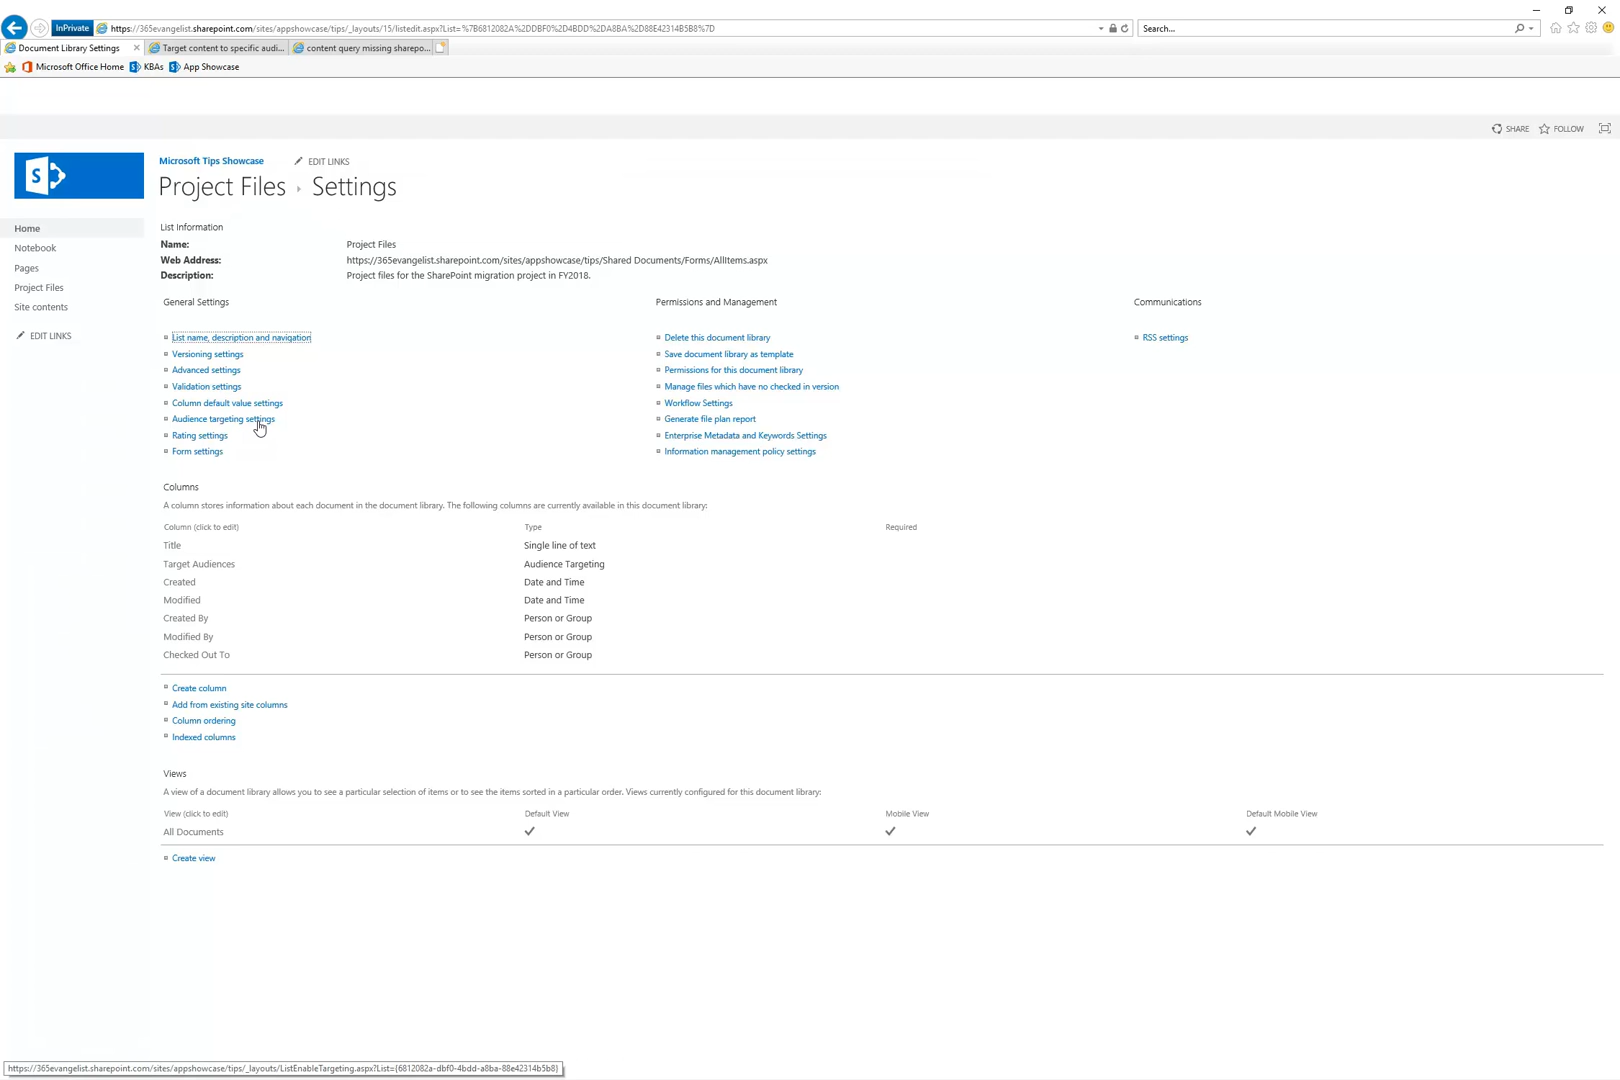 InPrivate https://365evangelist.sharepoint.com/sites/appshowcase/tips/_layouts/15/listedit.aspx?List=%7B6812082A%2DDBF0%2D4BDD%2DA8BA%2D88E42314B5B8%7D Search...
Document Library Settings Target content to specific audi... content query missing sharepo...
Microsoft Office Home KBAs App Showcase
SHARE FOLLOW
Microsoft Tips Showcase EDIT LINKS
Project Files Settings
Home
Notebook
Pages
Project Files
Site contents
EDIT LINKS
List Information
Name: Project Files
Web Address: https://365evangelist.sharepoint.com/sites/appshowcase/tips/Shared Documents/Forms/AllItems.aspx
Description: Project files for the SharePoint migration project in FY2018.
General Settings Permissions and Management Communications
List name, description and navigation Delete this document library RSS settings
Versioning settings Save document library as template
Advanced settings Permissions for this document library
Validation settings Manage files which have no checked in version
Column default value settings Workflow Settings
Audience targeting settings Generate file plan report
Rating settings Enterprise Metadata and Keywords Settings
Form settings Information management policy settings
Columns
A column stores information about each document in the document library. The following columns are currently available in this document library:
Column (click to edit) Type Required
Title Single line of text
Target Audiences Audience Targeting
Created Date and Time
Modified Date and Time
Created By Person or Group
Modified By Person or Group
Checked Out To Person or Group
Create column
Add from existing site columns
Column ordering
Indexed columns
Views
A view of a document library allows you to see a particular selection of items or to see the items sorted in a particular order. Views currently configured for this document library:
View (click to edit) Default View Mobile View Default Mobile View
All Documents
Create view
https://365evangelist.sharepoint.com/sites/appshowcase/tips/_layouts/ListEnableTargeting.aspx?List={6812082a-dbf0-4bdd-a8ba-88e42314b5b8}